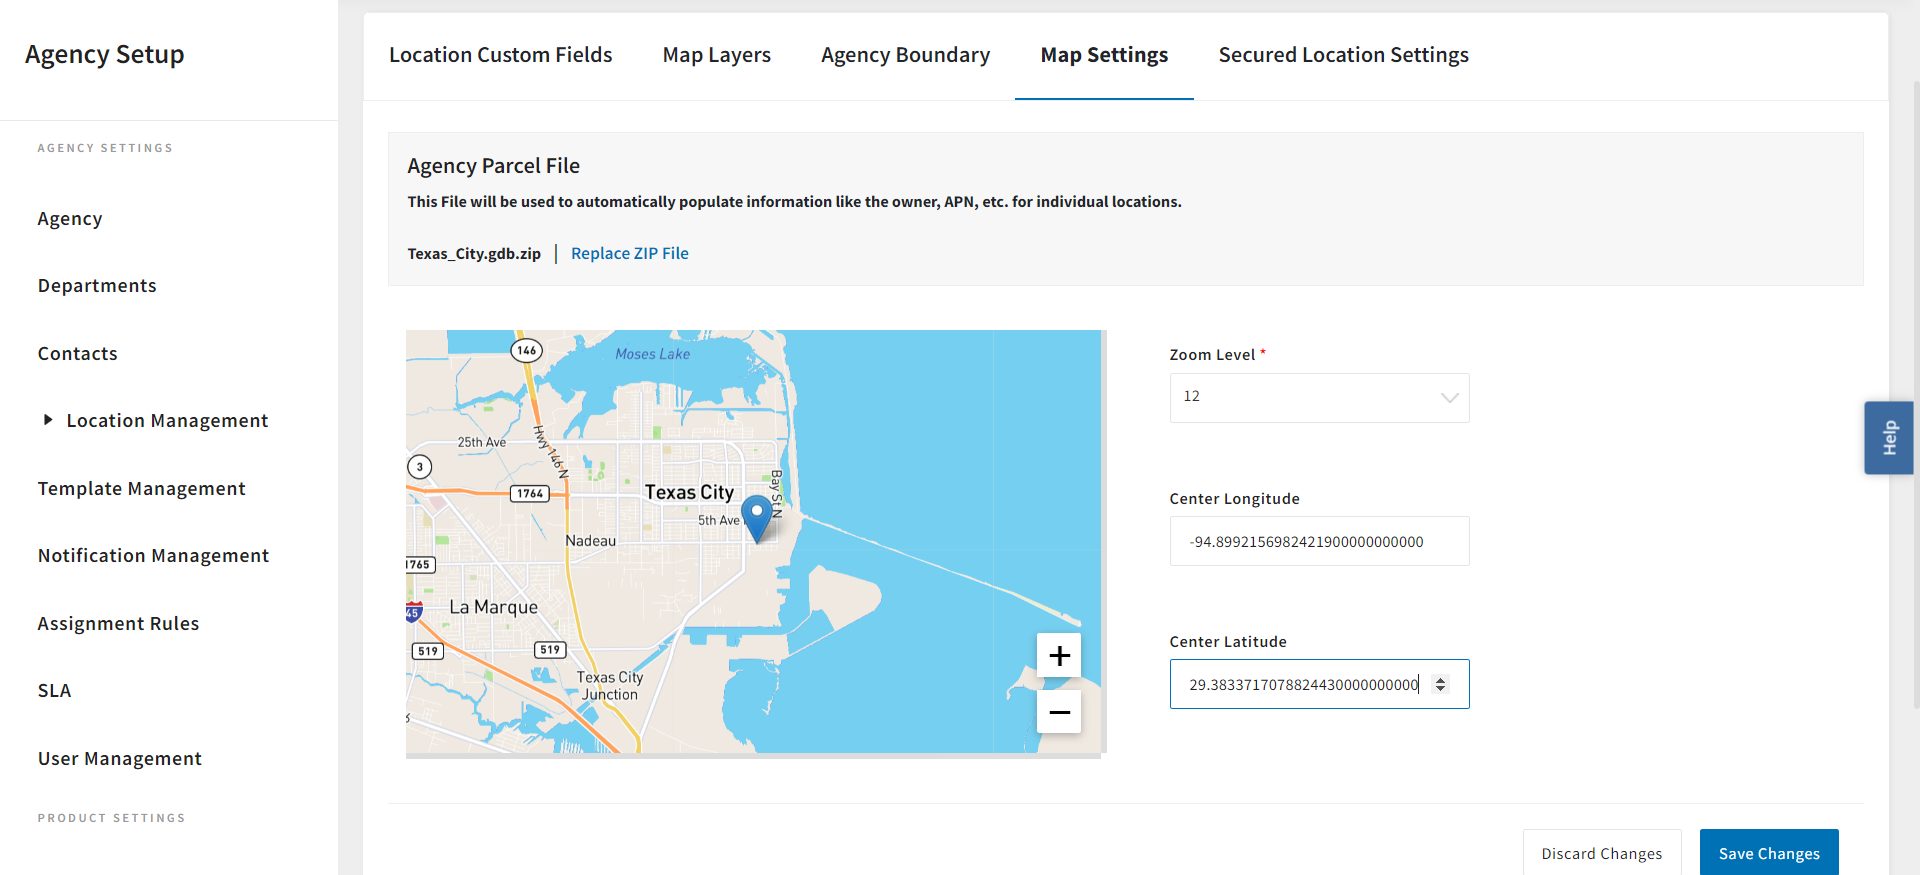 Agency Setup
AGENCY SETTINGS
Agency
Departments
Contacts
Location Management
Template Management
Notification Management
Assignment Rules
SLA
User Management
PRODUCT SETTINGS
Location Custom Fields
Map Layers
Agency Boundary
Map Settings
Secured Location Settings
Agency Parcel File
This File will be used to automatically populate information like the owner, APN, etc. for individual locations.
Texas_City.gdb.zip
Replace ZIP File
146
Moses Lake
25th Ave
Hwy 146 N
3
1764
Texas City
Bay St N
5th Ave
Nadeau
1765
La Marque
45
519
519
Texas City
Junction
+
−
Zoom Level *
12
Center Longitude
-94.8992156982421900000000000
Center Latitude
29.3833717078824430000000000
Help
Discard Changes
Save Changes